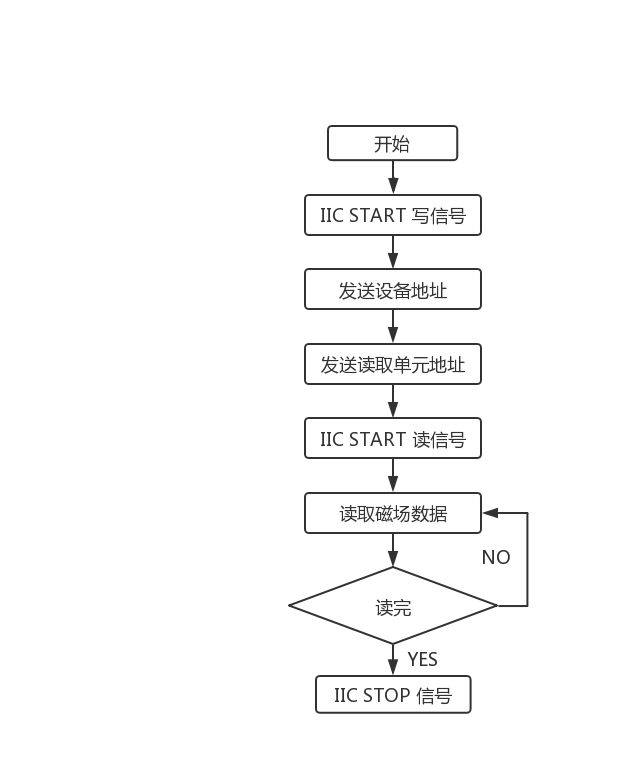 开始
IIC START 写信号
发送设备地址
发送读取单元地址
IIC START 读信号
读取磁场数据
NO
读完
YES
IIC STOP 信号